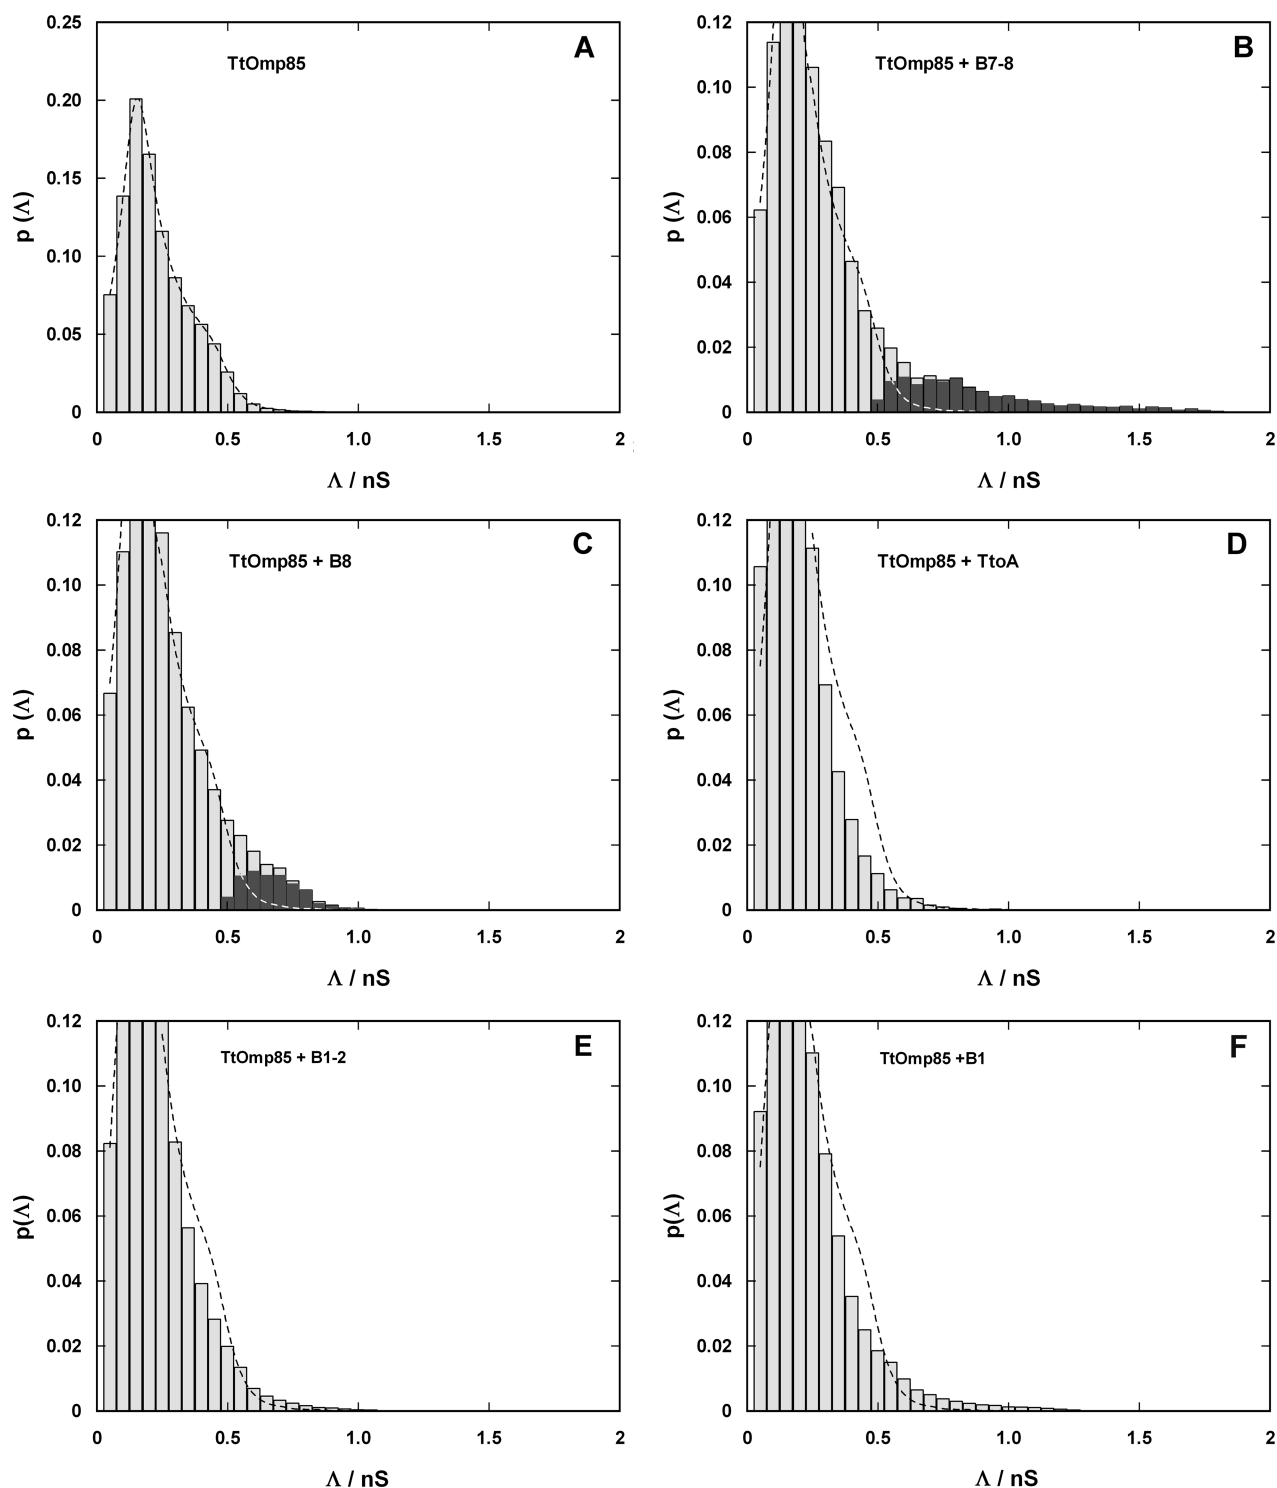 0.25
A
TtOmp85
0.20
0.15
p (Λ)
0.10
0.05
0
0 0.5 1.0 1.5 2
Λ / nS
0.12
B
TtOmp85 + B7-8
0.10
0.08
p (Λ)
0.06
0.04
0.02
0
0 0.5 1.0 1.5 2
Λ / nS
0.12
C
TtOmp85 + B8
0.10
0.08
p (Λ)
0.06
0.04
0.02
0
0 0.5 1.0 1.5 2
Λ / nS
0.12
D
TtOmp85 + TtoA
0.10
0.08
p (Λ)
0.06
0.04
0.02
0
0 0.5 1.0 1.5 2
Λ / nS
0.12
E
TtOmp85 + B1-2
0.10
0.08
p(Λ)
0.06
0.04
0.02
0
0 0.5 1.0 1.5 2
Λ / nS
0.12
F
TtOmp85 +B1
0.10
0.08
p(Λ)
0.06
0.04
0.02
0
0 0.5 1.0 1.5 2
Λ / nS